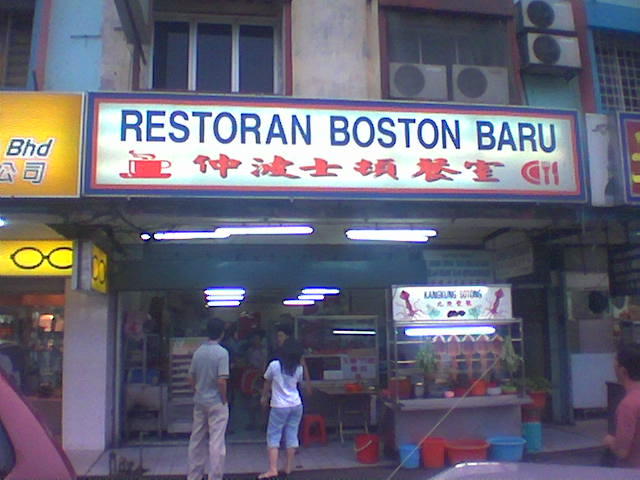 RESTORAN BOSTON BARU
仲波士頓餐室
Bhd
公司
KANGKUNG SOTONG